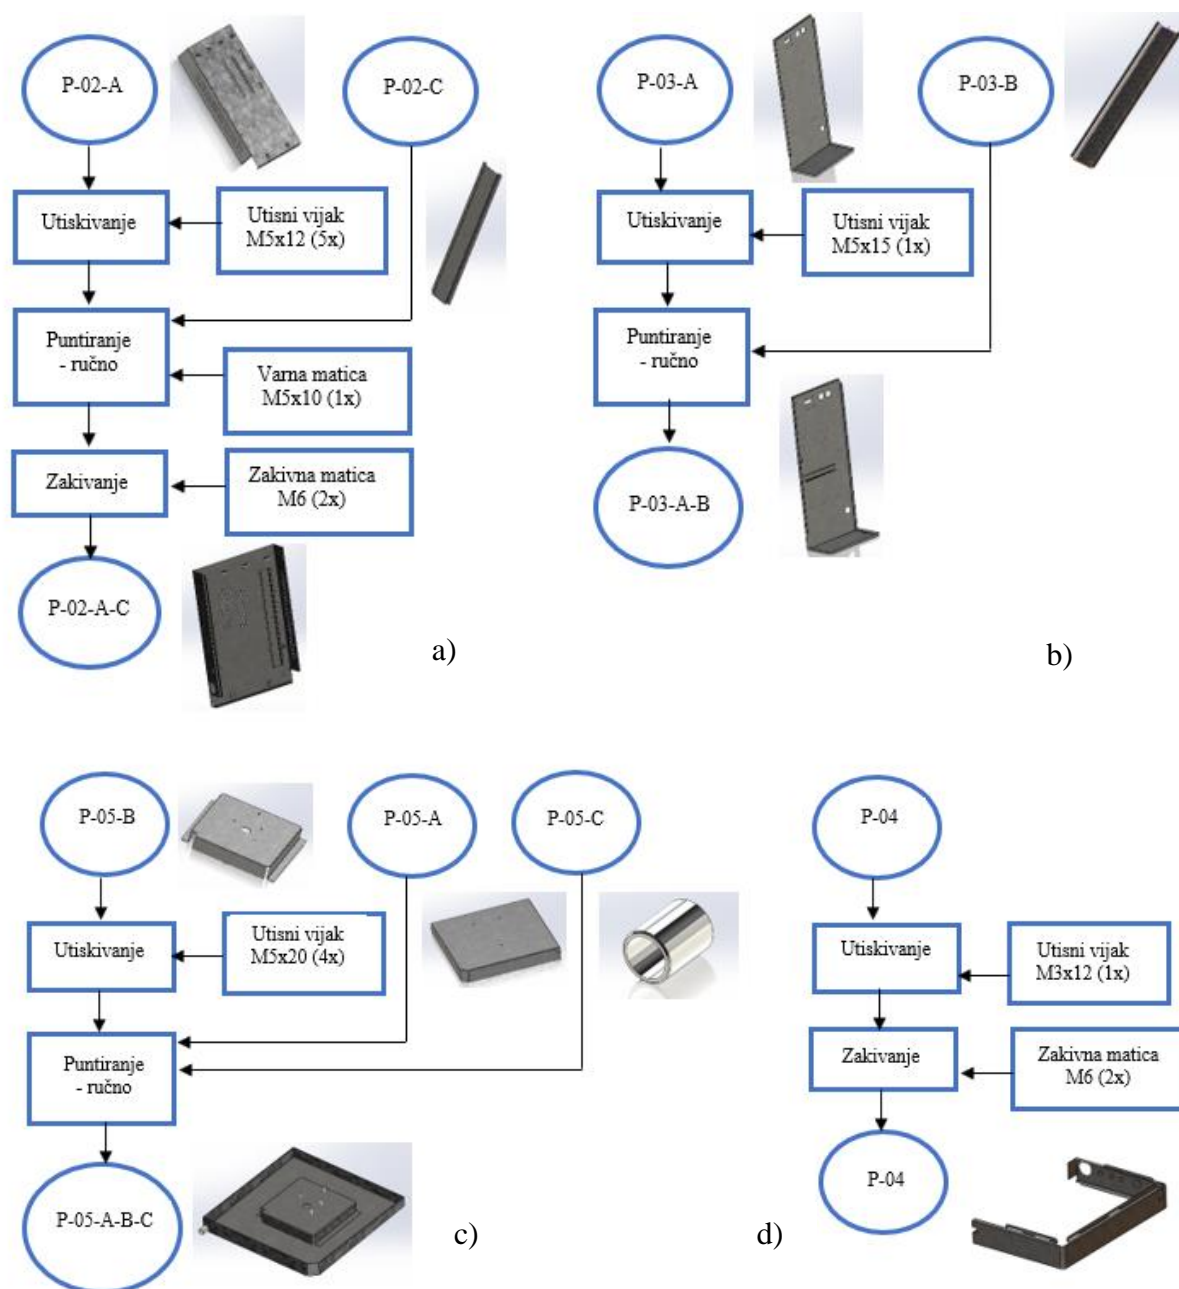 P-02-A
P-02-C
Utiskivanje
Utisni vijak
M5x12 (5x)
Puntiranje
- ručno
Varna matica
M5x10 (1x)
Zakivanje
Zakivna matica
M6 (2x)
P-02-A-C
a)
P-03-A
P-03-B
Utiskivanje
Utisni vijak
M5x15 (1x)
Puntiranje
- ručno
P-03-A-B
b)
P-05-B
P-05-A
P-05-C
Utiskivanje
Utisni vijak
M5x20 (4x)
Puntiranje
- ručno
P-05-A-B-C
c)
P-04
Utiskivanje
Utisni vijak
M3x12 (1x)
Zakivanje
Zakivna matica
M6 (2x)
P-04
d)